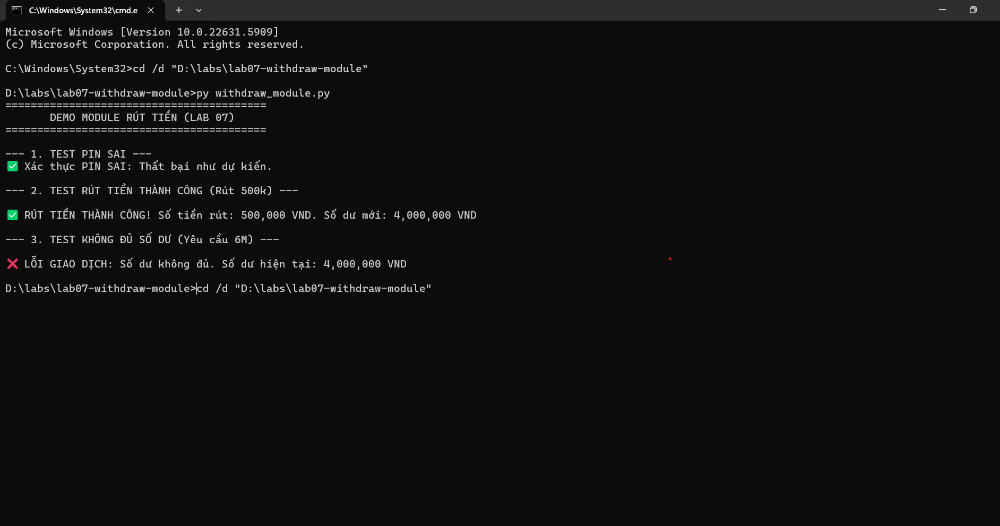 C:\Windows\System32\cmd.e
Microsoft Windows [Version 10.0.22631.5909]
(c) Microsoft Corporation. All rights reserved.
C:\Windows\System32>cd /d "D:\labs\lab07-withdraw-module"
D:\labs\lab07-withdraw-module>py withdraw_module.py
=========================================
DEMO MODULE RÚT TIỀN (LAB 07)
=========================================
--- 1. TEST PIN SAI ---
✅ Xác thực PIN SAI: Thất bại như dự kiến.
--- 2. TEST RÚT TIỀN THÀNH CÔNG (Rút 500k) ---
✅ RÚT TIỀN THÀNH CÔNG! Số tiền rút: 500,000 VND. Số dư mới: 4,000,000 VND
--- 3. TEST KHÔNG ĐỦ SỐ DƯ (Yêu cầu 6M) ---
❌ LỖI GIAO DỊCH: Số dư không đủ. Số dư hiện tại: 4,000,000 VND
D:\labs\lab07-withdraw-module>cd /d "D:\labs\lab07-withdraw-module"